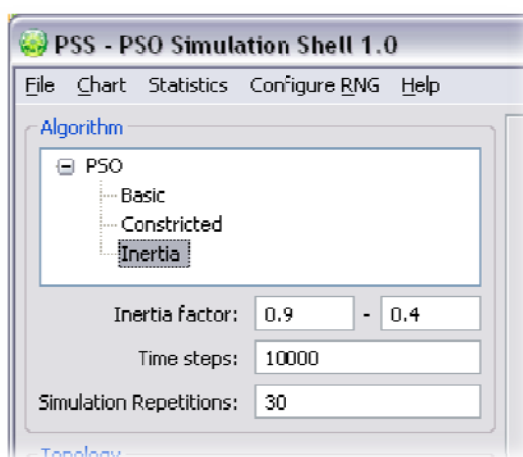 PSS - PSO Simulation Shell 1.0
File Chart Statistics Configure RNG Help
Algorithm
PSO
Basic
Constricted
Inertia
Inertia factor: 0.9 - 0.4
Time steps: 10000
Simulation Repetitions: 30
Topology